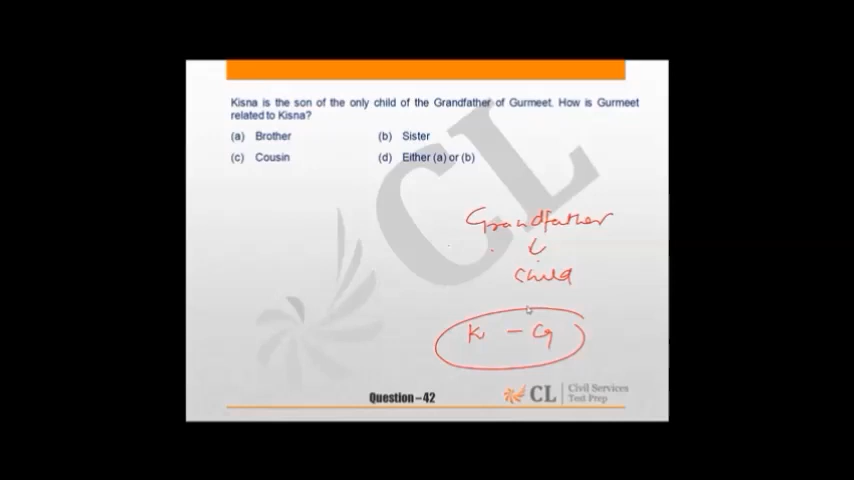 Kisna is the son of the only child of the Grandfather of Gurmeet. How is Gurmeet
related to Kisna?
(a) Brother (b) Sister
(c) Cousin (d) Either (a) or (b)
CL
Grandfather
child
K – G
Question – 42
CL Civil Services
Test Prep